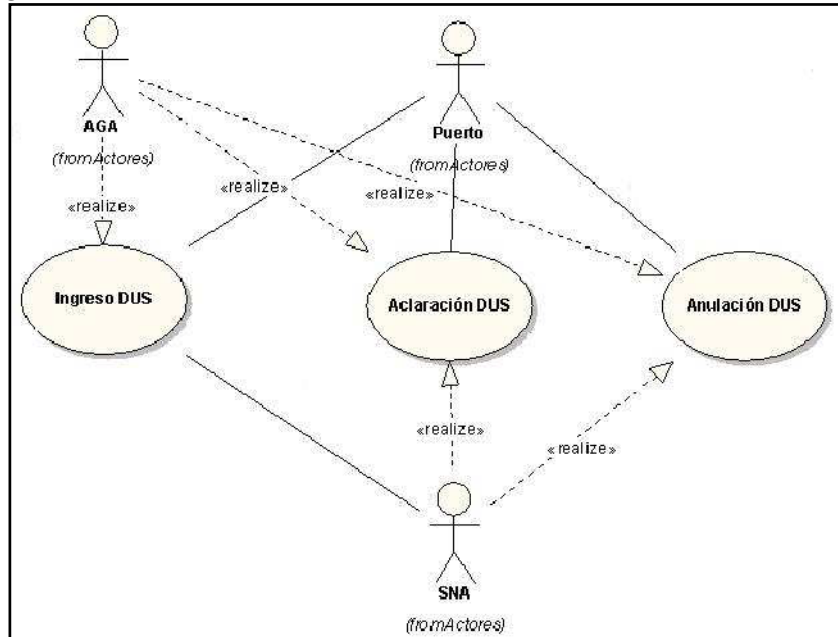 AGA
(fromActores)
Puerto
(fromActores)
«realize»
«realize»
«realize»
Ingreso DUS
Aclaración DUS
Anulación DUS
«realize»
«realize»
SNA
(fromActores)